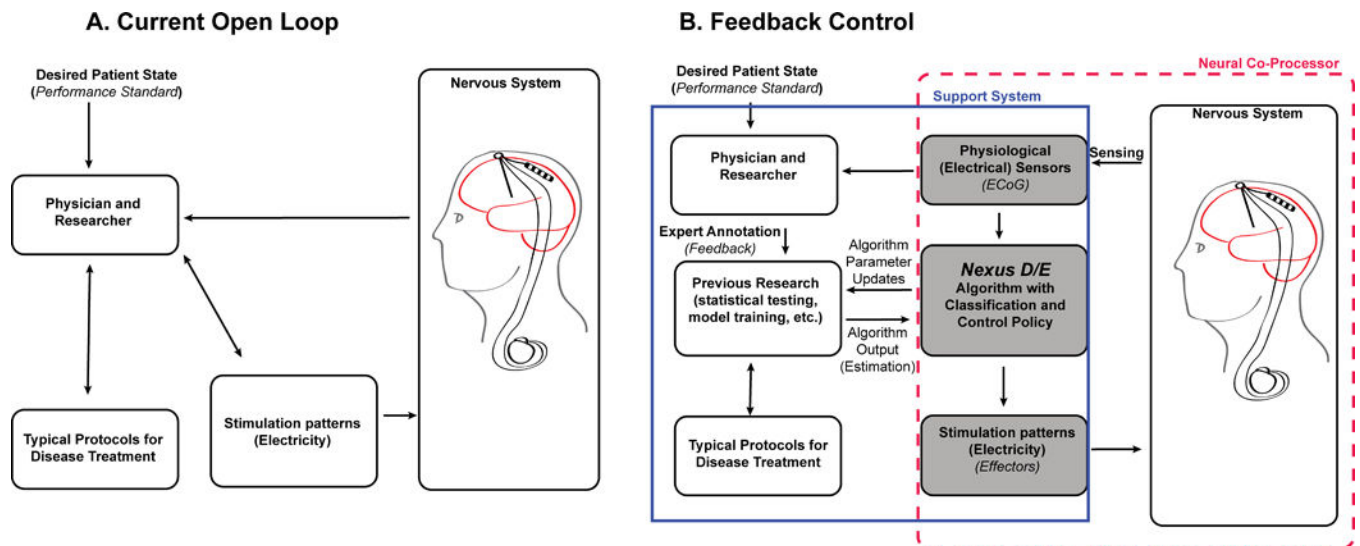 A. Current Open Loop
Desired Patient State
(Performance Standard)
Physician and
Researcher
Typical Protocols for
Disease Treatment
Stimulation patterns
(Electricity)
Nervous System
B. Feedback Control
Neural Co-Processor
Desired Patient State
(Performance Standard)
Support System
Physician and
Researcher
Physiological
(Electrical) Sensors
(ECoG)
Sensing
Nervous System
Expert Annotation
(Feedback)
Algorithm
Parameter
Updates
Previous Research
(statistical testing,
model training, etc.)
Nexus D/E
Algorithm with
Classification and
Control Policy
Algorithm
Output
(Estimation)
Typical Protocols for
Disease Treatment
Stimulation patterns
(Electricity)
(Effectors)